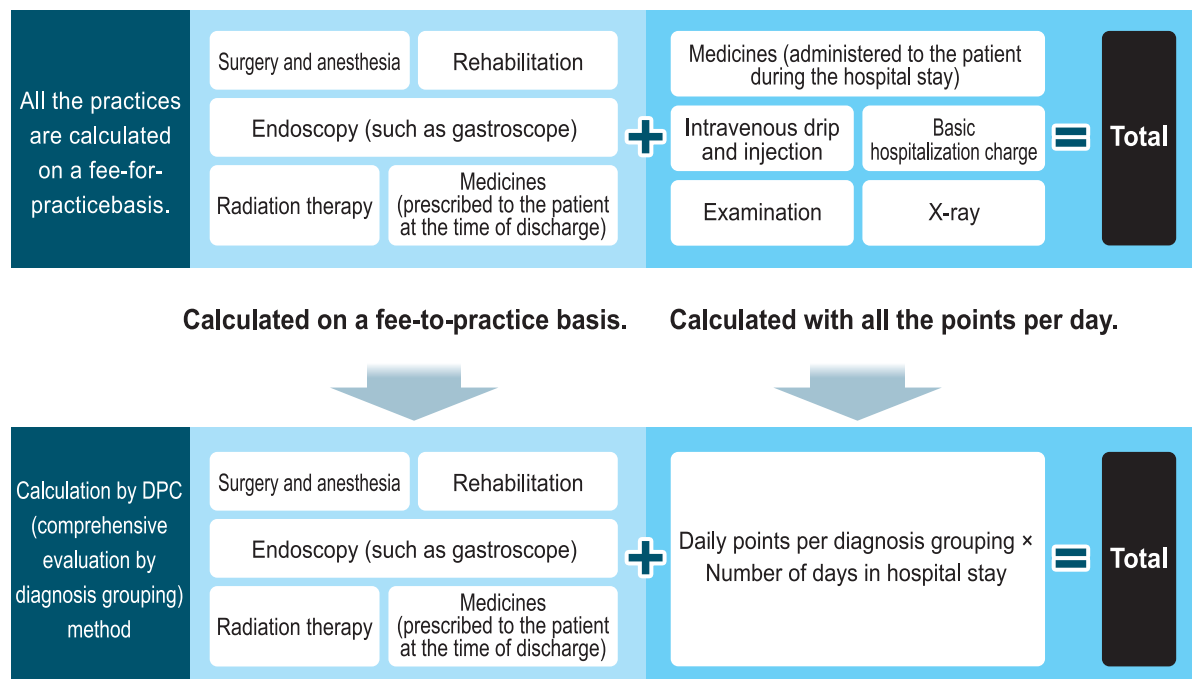 All the practices
are calculated
on a fee-for-
practicebasis.
Surgery and anesthesia
Rehabilitation
Endoscopy (such as gastroscope)
Radiation therapy
Medicines
(prescribed to the patient
at the time of discharge)
+
Medicines (administered to the patient
during the hospital stay)
Intravenous drip
and injection
Basic
hospitalization charge
Examination
X-ray
=
Total
Calculated on a fee-to-practice basis.
Calculated with all the points per day.
Calculation by DPC
(comprehensive
evaluation by
diagnosis grouping)
method
Surgery and anesthesia
Rehabilitation
Endoscopy (such as gastroscope)
Radiation therapy
Medicines
(prescribed to the patient
at the time of discharge)
+
Daily points per diagnosis grouping ×
Number of days in hospital stay
=
Total